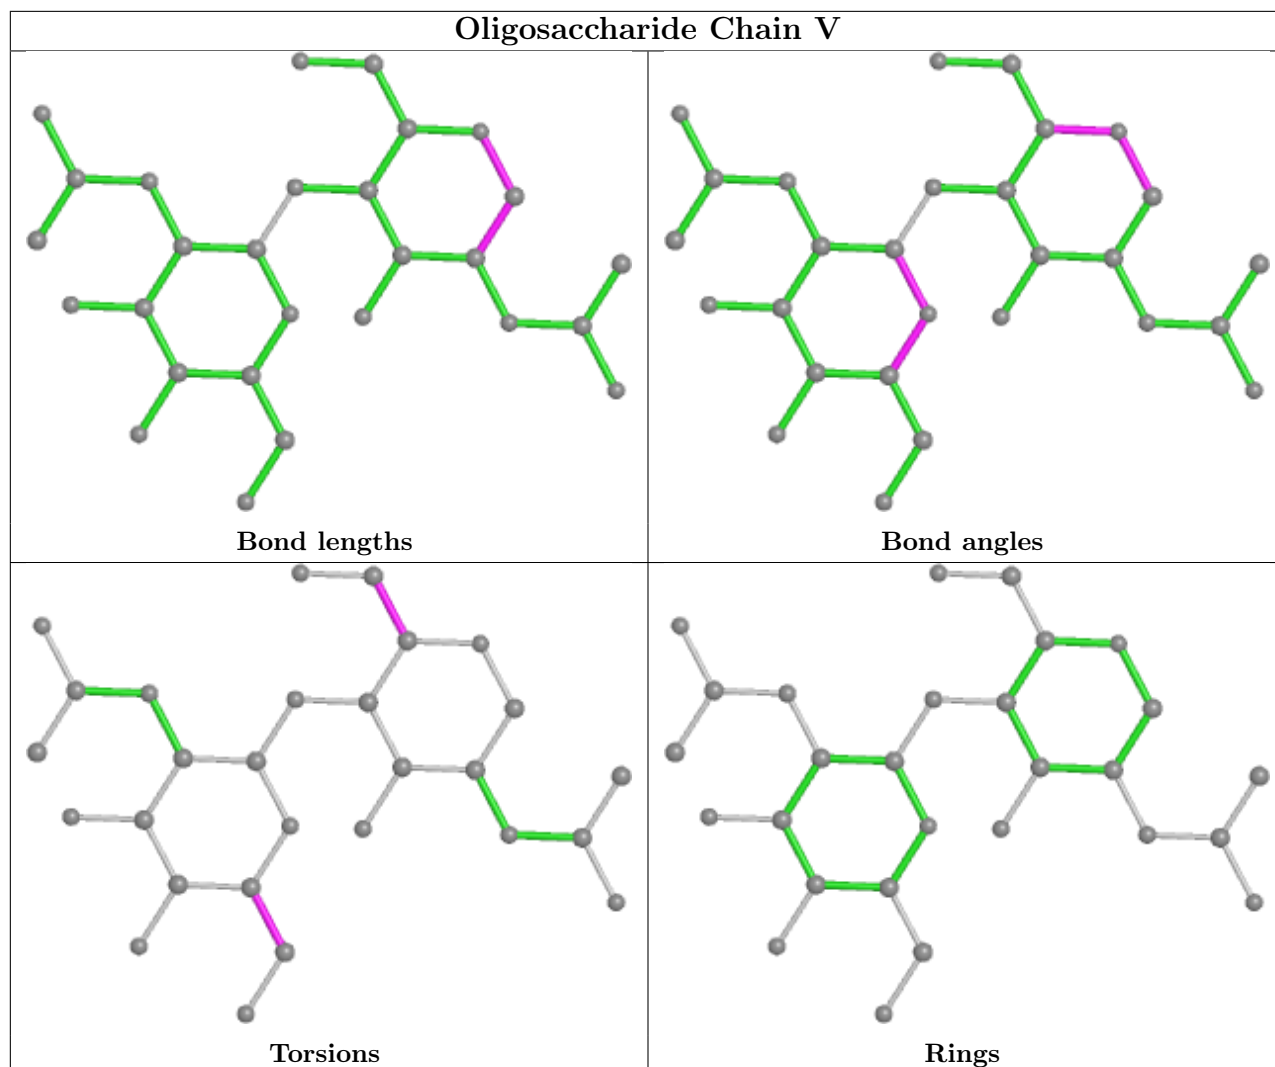 Oligosaccharide Chain V
Bond lengths
Bond angles
Torsions
Rings